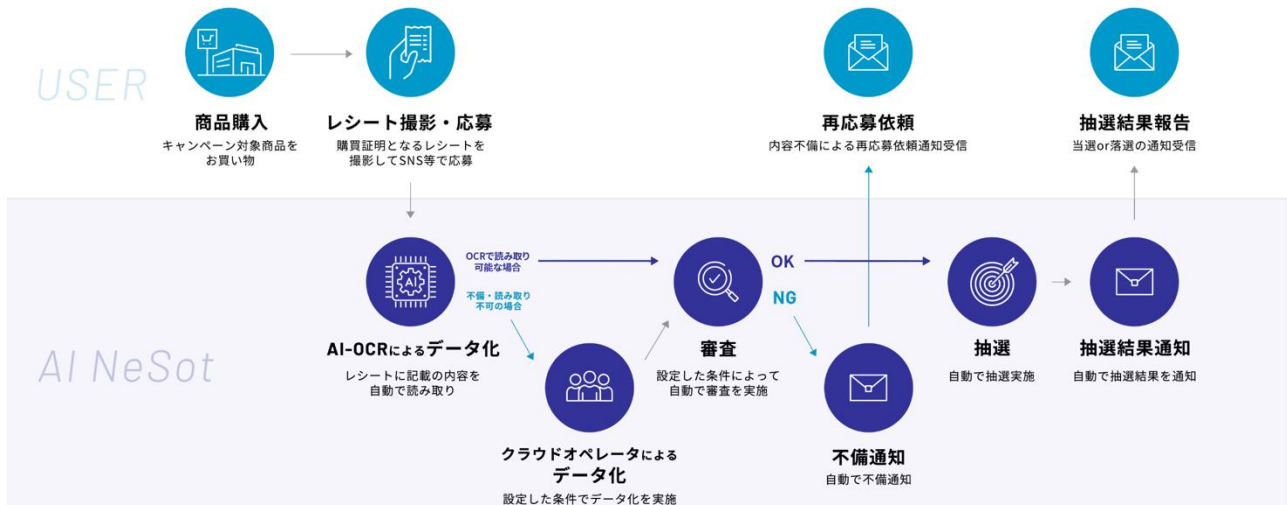 USER
商品購入
キャンペーン対象商品を
お買い物
レシート撮影・応募
購買証明となるレシートを
撮影してSNS等で応募
再応募依頼
内容不備による再応募依頼通知受信
抽選結果報告
当選or落選の通知受信
AI NeSot
AI
AI-OCRによるデータ化
レシートに記載の内容を
自動で読み取り
OCRで読み取り
可能な場合
不備・読み取り
不可の場合
クラウドオペレータによる
データ化
設定した条件でデータ化を実施
審査
設定した条件によって
自動で審査を実施
OK
NG
不備通知
自動で不備通知
抽選
自動で抽選実施
抽選結果通知
自動で抽選結果を通知